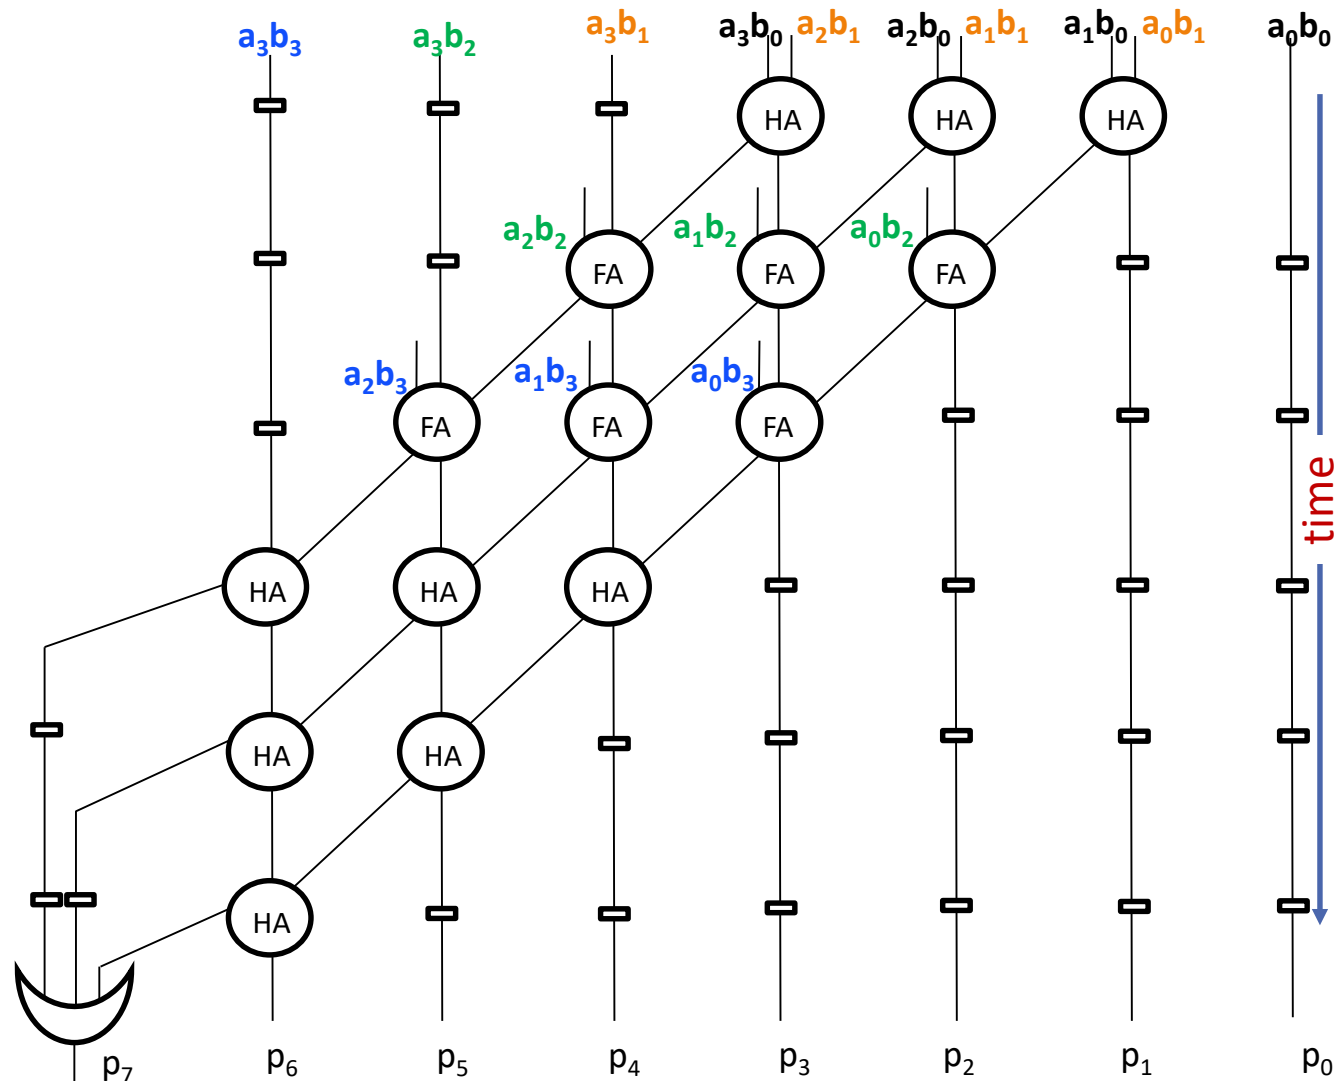 a₃b₃ a₃b₂ a₃b₁ a₃b₀ a₂b₁ a₂b₀ a₁b₁ a₁b₀ a₀b₁ a₀b₀
HA HA HA
a₂b₂ a₁b₂ a₀b₂
FA FA FA
a₂b₃ a₁b₃ a₀b₃
FA FA FA
time
HA HA HA
HA HA
HA
p₇ p₆ p₅ p₄ p₃ p₂ p₁ p₀